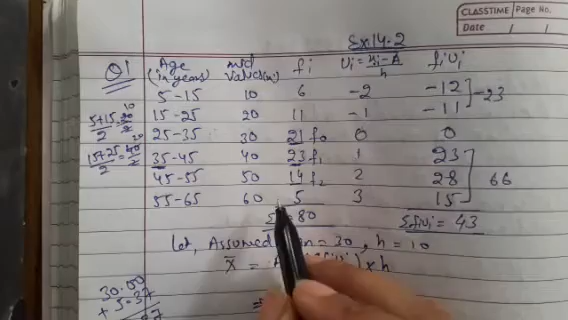 CLASSTIME Page No.
Date / /
Ex 14.2
Q1 Age (in years) mid values(xi) fi Ui = xi-A/h fiUi
5-15 10 6 -2 -12 -23
15-25 20 11 -1 -11
25-35 30 21 f0 0 0
35-45 40 23 f1 1 23 66
45-55 50 14 f2 2 28
55-65 60 5 3 15
5+15/2 = 20/2 10
15+25/2 = 40/2 20
80 ΣfiUi = 43
Let, Assumed = 30, h = 10
x̄ = × h
30.00
+ 5.37